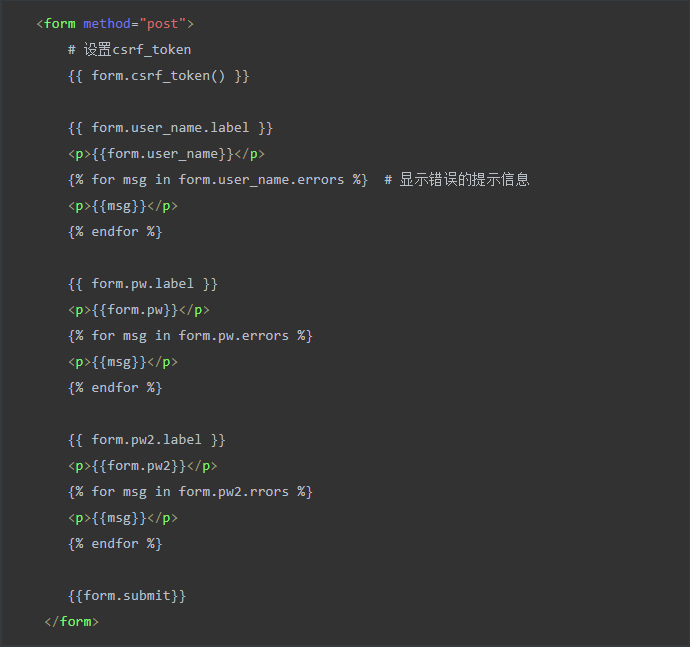 <form method="post">
# 设置csrf_token
{{ form.csrf_token() }}
{{ form.user_name.label }}
<p>{{form.user_name}}</p>
{% for msg in form.user_name.errors %}  # 显示错误的提示信息
<p>{{msg}}</p>
{% endfor %}
{{ form.pw.label }}
<p>{{form.pw}}</p>
{% for msg in form.pw.errors %}
<p>{{msg}}</p>
{% endfor %}
{{ form.pw2.label }}
<p>{{form.pw2}}</p>
{% for msg in form.pw2.rrors %}
<p>{{msg}}</p>
{% endfor %}
{{form.submit}}
</form>